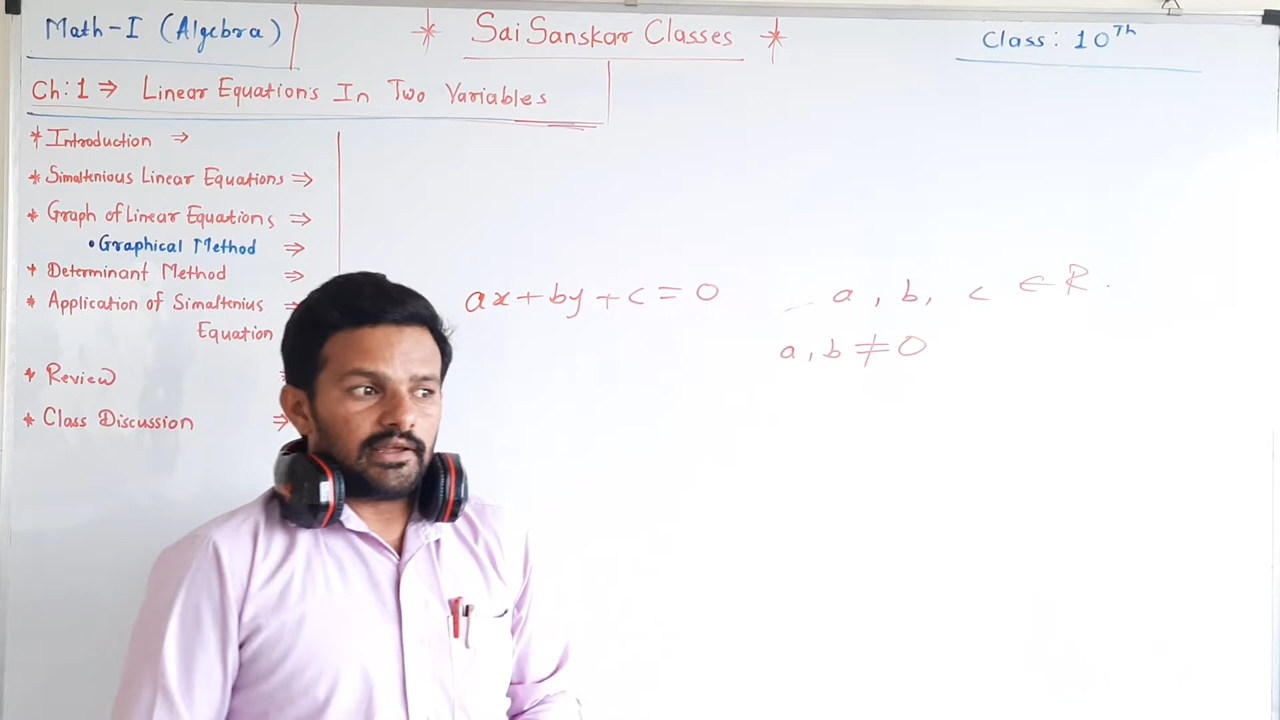 Math-I (Algebra)
* Sai Sanskar Classes *
Class: 10Th
Ch:1 ⇒ Linear Equations In Two Variables
* Introduction ⇒
* Simaltenious Linear Equations ⇒
* Graph of Linear Equations ⇒
• Graphical Method ⇒
* Determinant Method ⇒
* Application of Simaltenius
Equation
* Review
* Class Discussion ⇒
ax+by+c=0
a, b, c ∈ R.
a, b ≠ 0